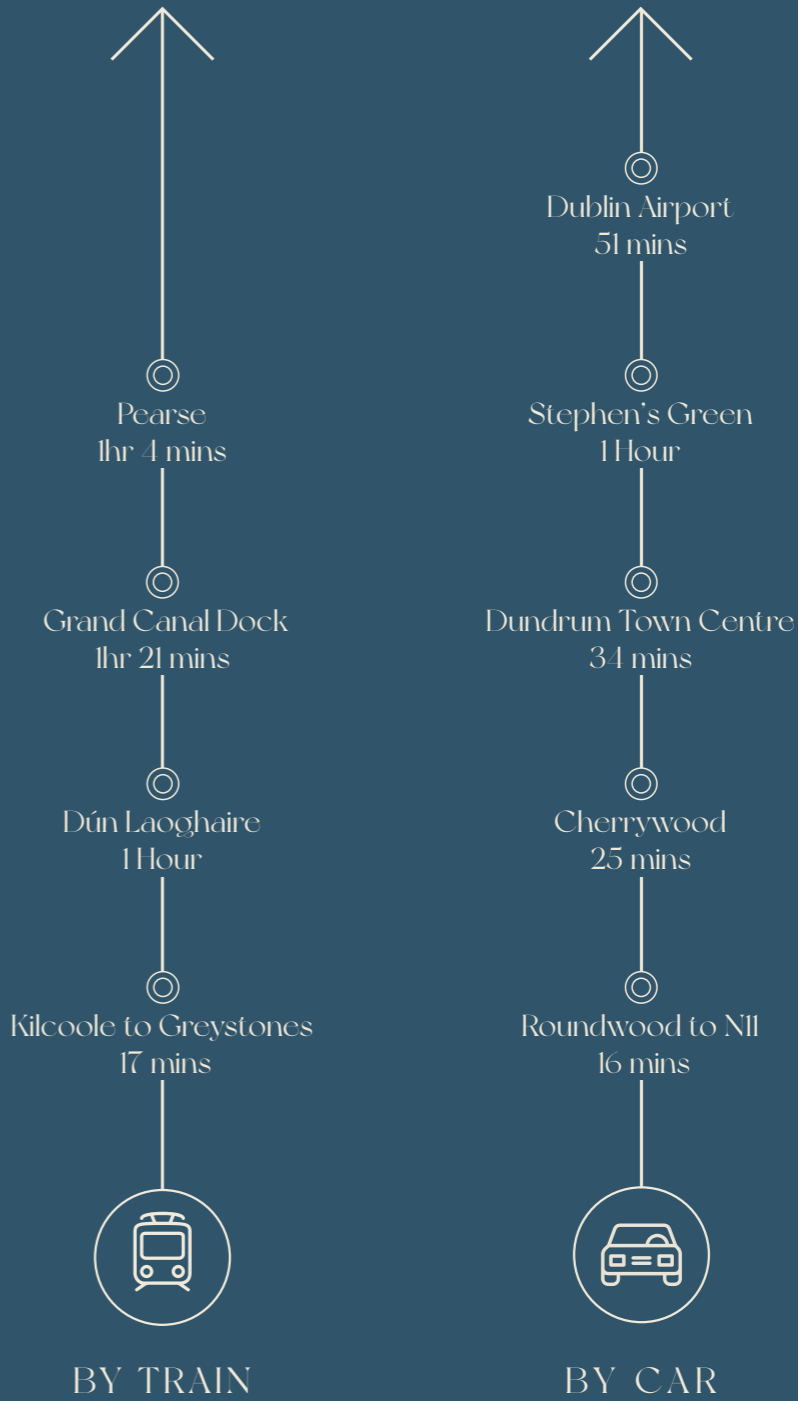 Pearse
1hr 4 mins
Grand Canal Dock
1hr 21 mins
Dún Laoghaire
1 Hour
Kilcoole to Greystones
17 mins
BY TRAIN
Dublin Airport
51 mins
Stephen's Green
1 Hour
Dundrum Town Centre
34 mins
Cherrywood
25 mins
Roundwood to N11
16 mins
BY CAR